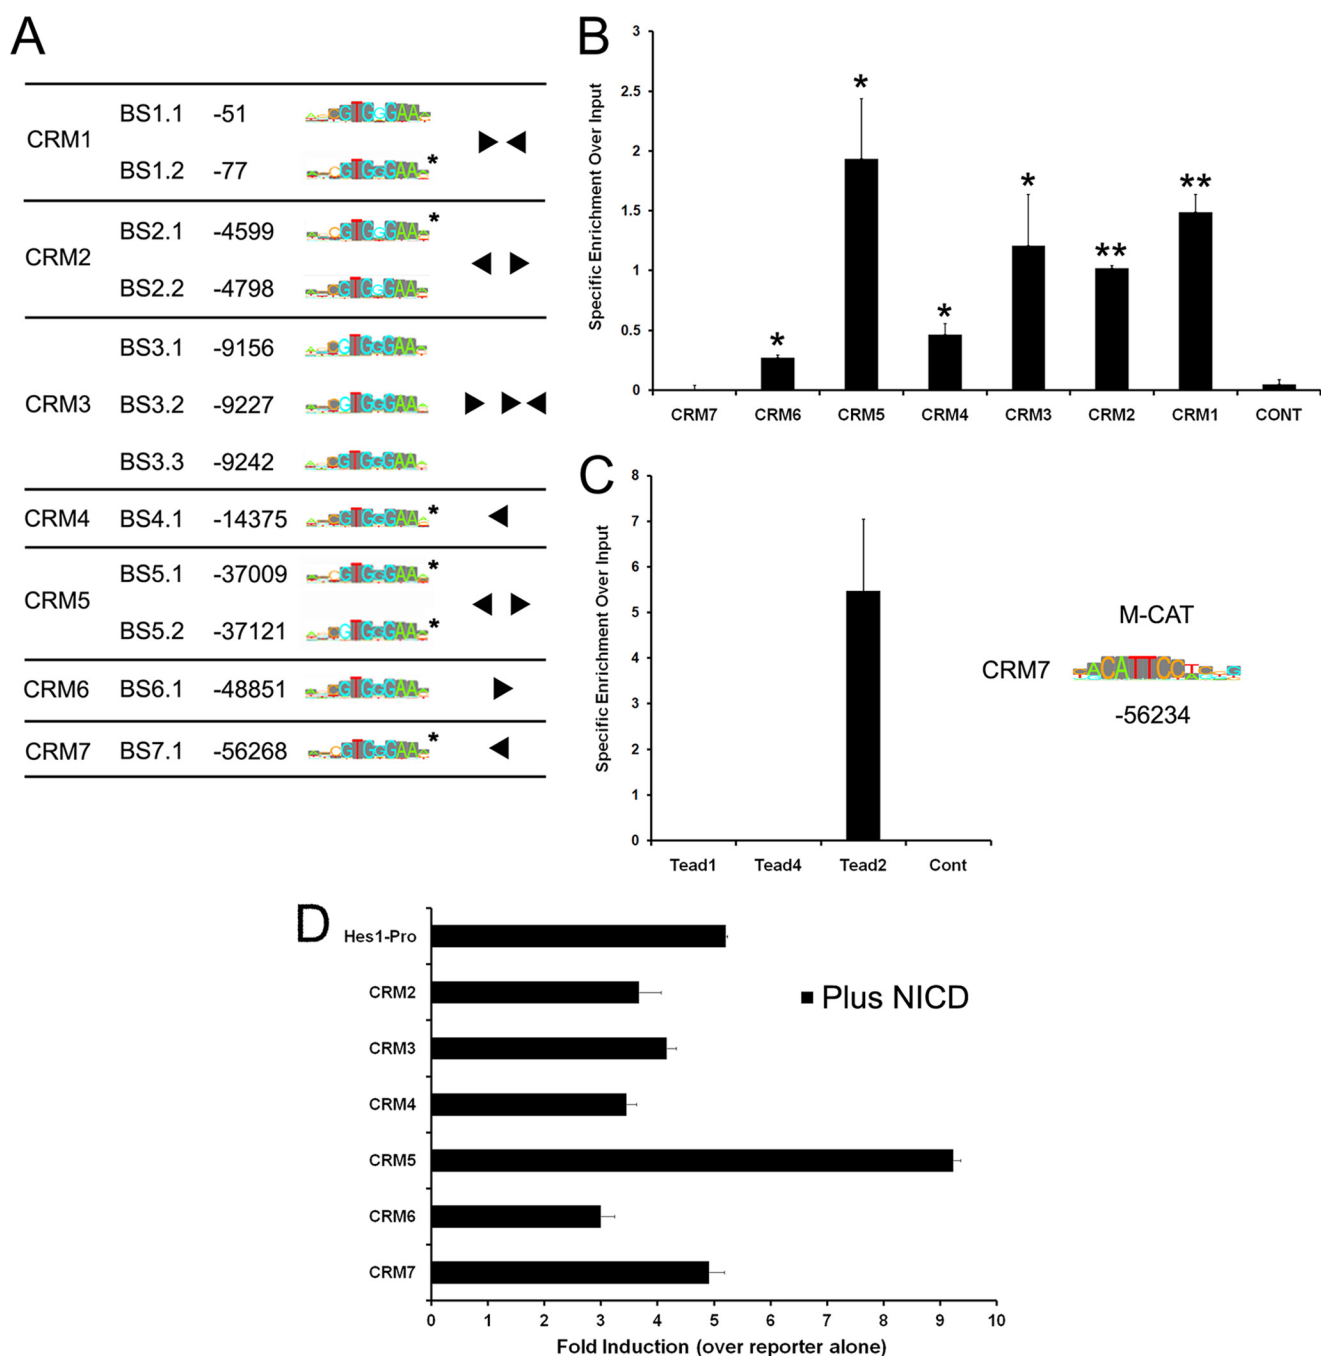 A
CRM1
BS1.1 -51
BS1.2 -77 *
CRM2
BS2.1 -4599 *
BS2.2 -4798
CRM3
BS3.1 -9156
BS3.2 -9227
BS3.3 -9242
CRM4 BS4.1 -14375 *
CRM5
BS5.1 -37009 *
BS5.2 -37121 *
CRM6 BS6.1 -48851
CRM7 BS7.1 -56268 *
B
Specific Enrichment Over Input
3
2.5
2
1.5
1
0.5
0
* * * * ** **
CRM7 CRM6 CRM5 CRM4 CRM3 CRM2 CRM1 CONT
C
Specific Enrichment Over Input
8
7
6
5
4
3
2
1
0
Tead1 Tead4 Tead2 Cont
M-CAT
CRM7 ACATTCCT
-56234
D
Hes1-Pro
CRM2
CRM3
CRM4
CRM5
CRM6
CRM7
Plus NICD
0 1 2 3 4 5 6 7 8 9 10
Fold Induction (over reporter alone)